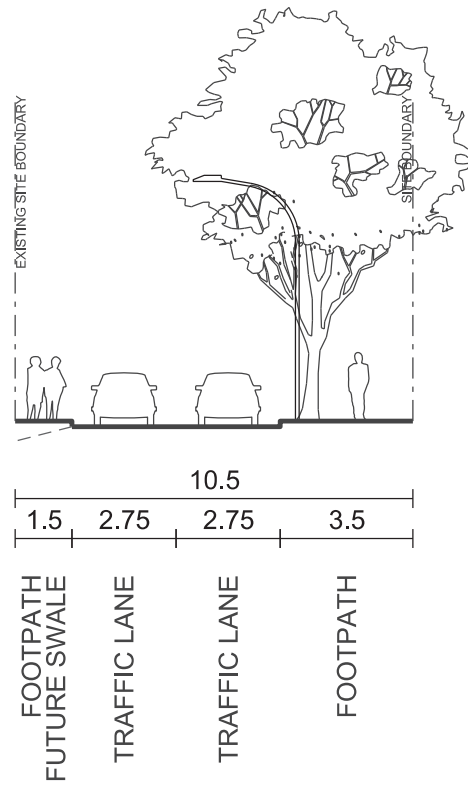 EXISTING SITE BOUNDARY
SITE BOUNDARY
10.5
1.5 2.75 2.75 3.5
FOOTPATH
FUTURE SWALE
TRAFFIC LANE
TRAFFIC LANE
FOOTPATH